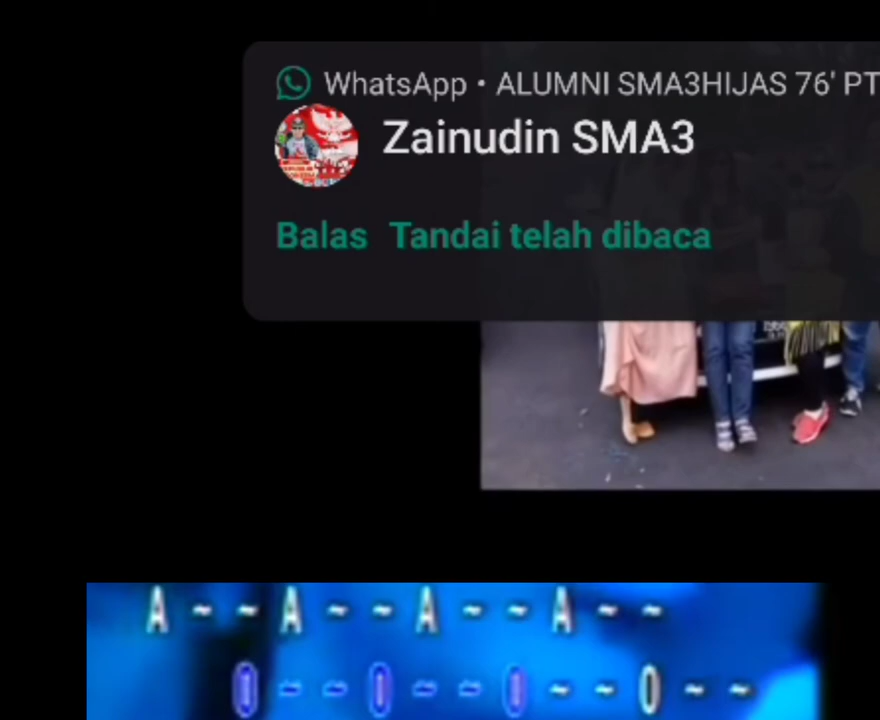 WhatsApp • ALUMNI SMA3HIJAS 76' PT
Zainudin SMA3
Balas Tandai telah dibaca
A ~ ~ A ~ ~ A ~ ~ A ~ ~
O ~ ~ O ~ ~ O ~ ~ O ~ ~